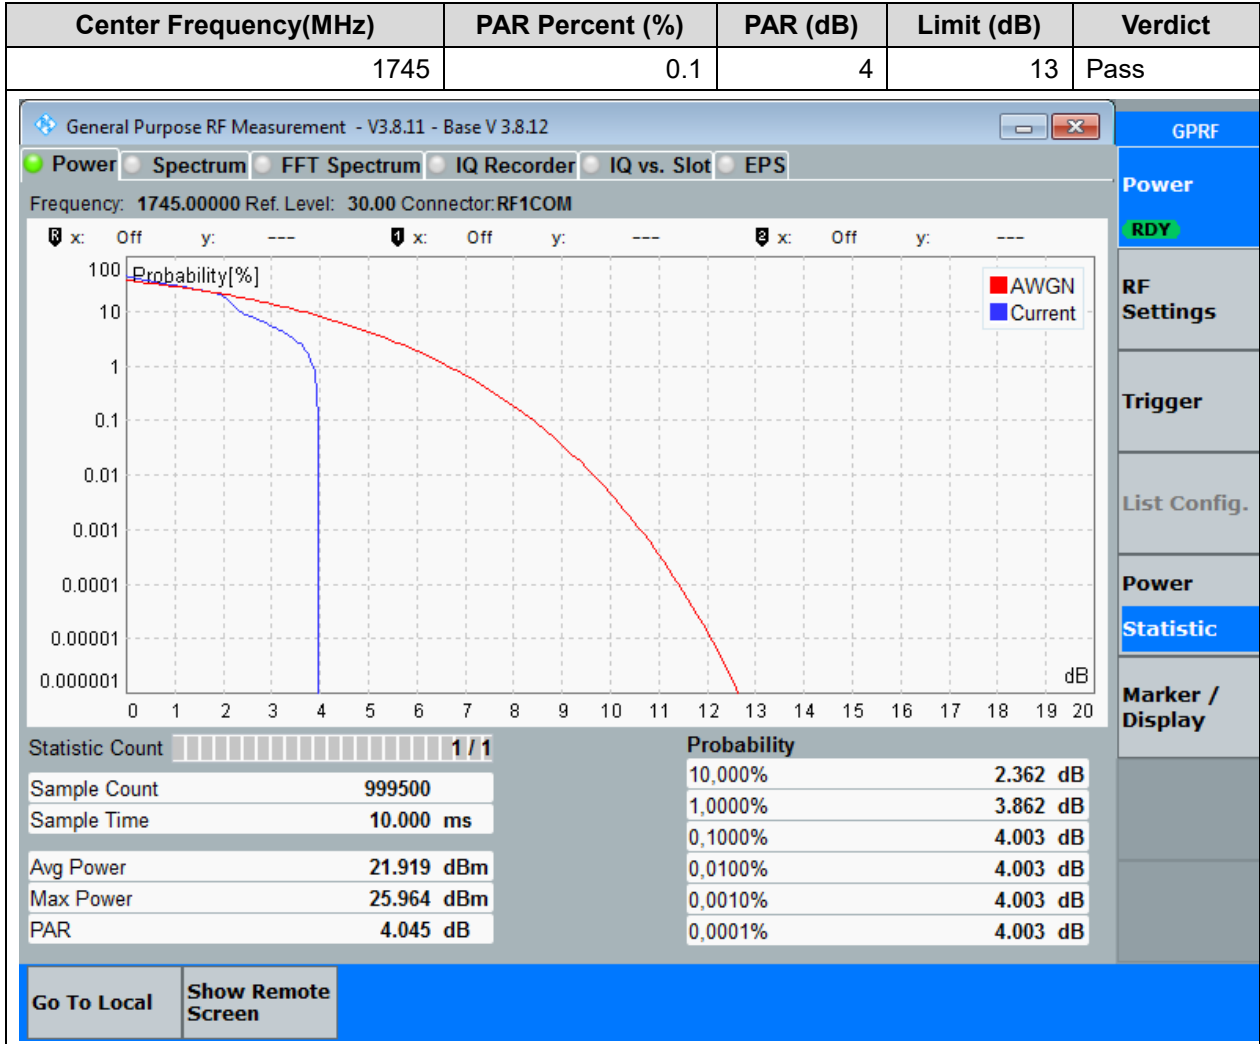 Center Frequency(MHz) PAR Percent (%) PAR (dB) Limit (dB) Verdict
1745 0.1 4 13 Pass
General Purpose RF Measurement - V3.8.11 - Base V 3.8.12
GPRF
Power Spectrum FFT Spectrum IQ Recorder IQ vs. Slot EPS
Power
RDY
Frequency: 1745.00000 Ref. Level: 30.00 Connector:RF1COM
R x: Off y: --- 1 x: Off y: --- 2 x: Off y: ---
Probability[%]
AWGN
Current
100
10
1
0.1
0.01
0.001
0.0001
0.00001
0.000001
dB
0 1 2 3 4 5 6 7 8 9 10 11 12 13 14 15 16 17 18 19 20
RF
Settings
Trigger
List Config.
Power
Statistic
Marker /
Display
Statistic Count 1 / 1
Sample Count 999500
Sample Time 10.000 ms
Avg Power 21.919 dBm
Max Power 25.964 dBm
PAR 4.045 dB
Probability
10,000% 2.362 dB
1,0000% 3.862 dB
0,1000% 4.003 dB
0,0100% 4.003 dB
0,0010% 4.003 dB
0,0001% 4.003 dB
Go To Local
Show Remote
Screen